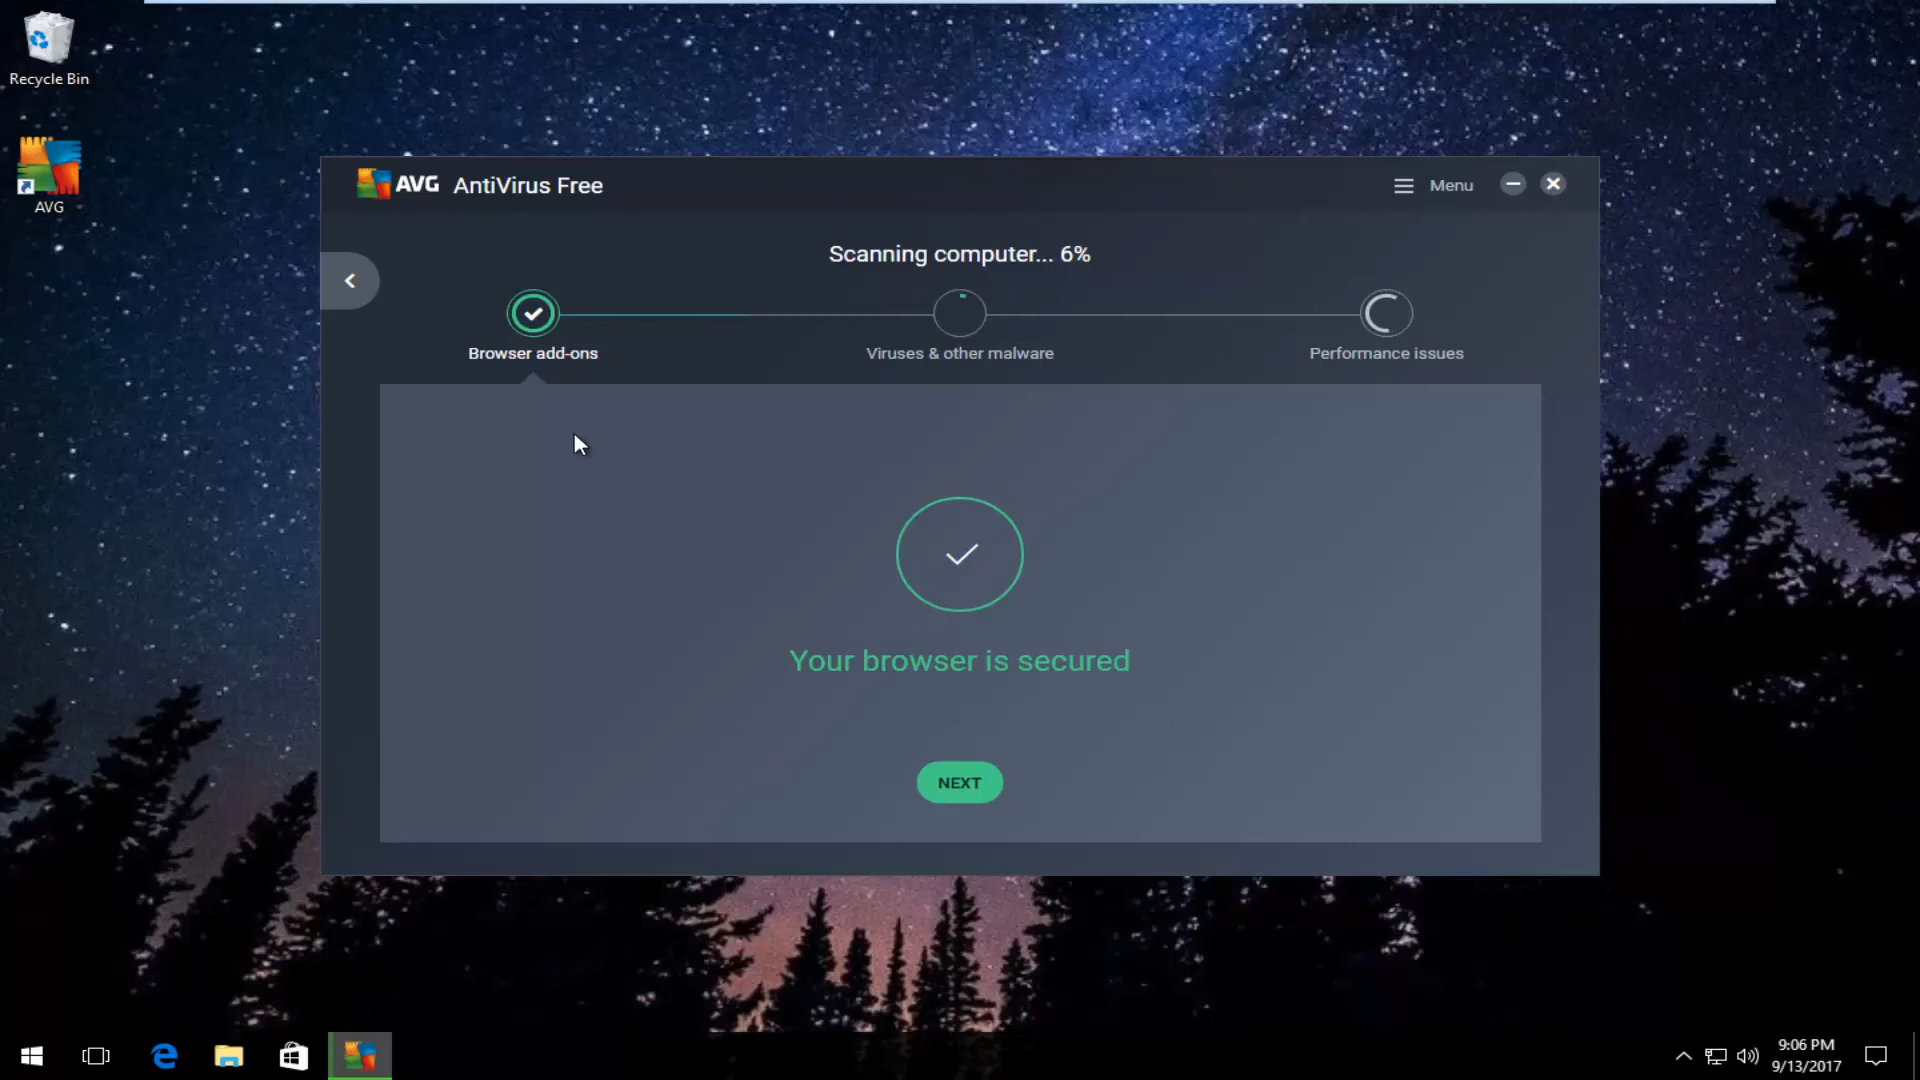 Recycle Bin
AVG
AVG AntiVirus Free
Menu
Scanning computer... 6%
Browser add-ons
Viruses & other malware
Performance issues
Your browser is secured
NEXT
9:06 PM
9/13/2017